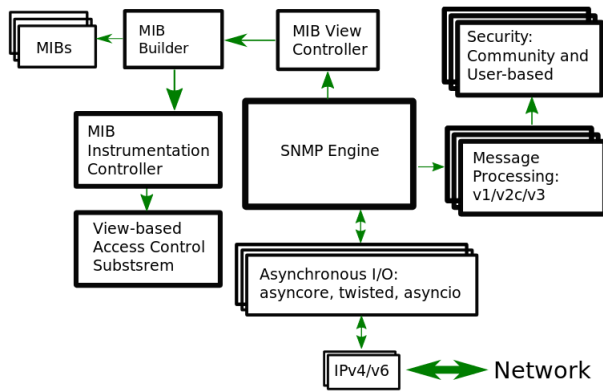 MIBs
MIB
Builder
MIB View
Controller
Security:
Community and
User-based
MIB
Instrumentation
Controller
SNMP Engine
Message
Processing:
v1/v2c/v3
View-based
Access Control
Substsrem
Asynchronous I/O:
asyncore, twisted, asyncio
IPv4/v6
Network